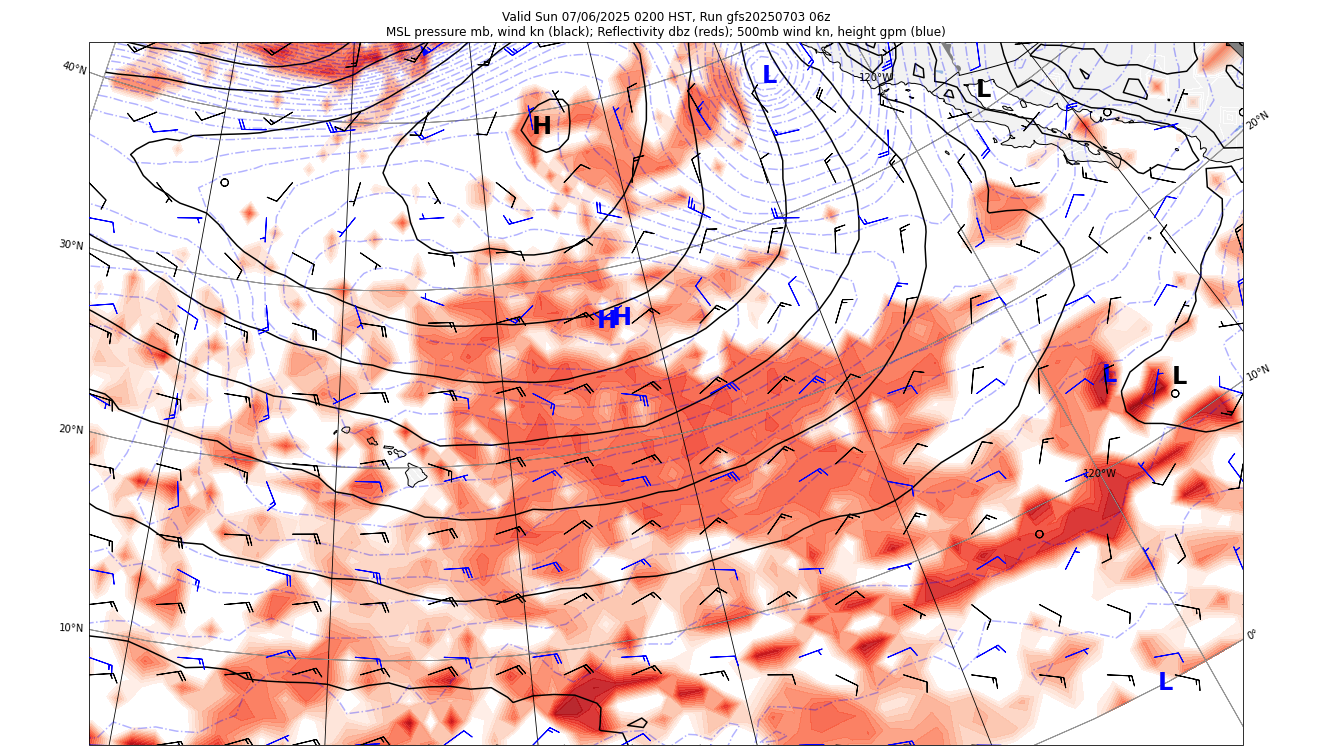 Valid Sun 07/06/2025 0200 HST, Run gfs20250703 06z
MSL pressure mb, wind kn (black); Reflectivity dbz (reds); 500mb wind kn, height gpm (blue)
40°N
L
120°W
L
20°N
H
30°N
HH
L
L
10°N
20°N
120°W
10°N
0°
L